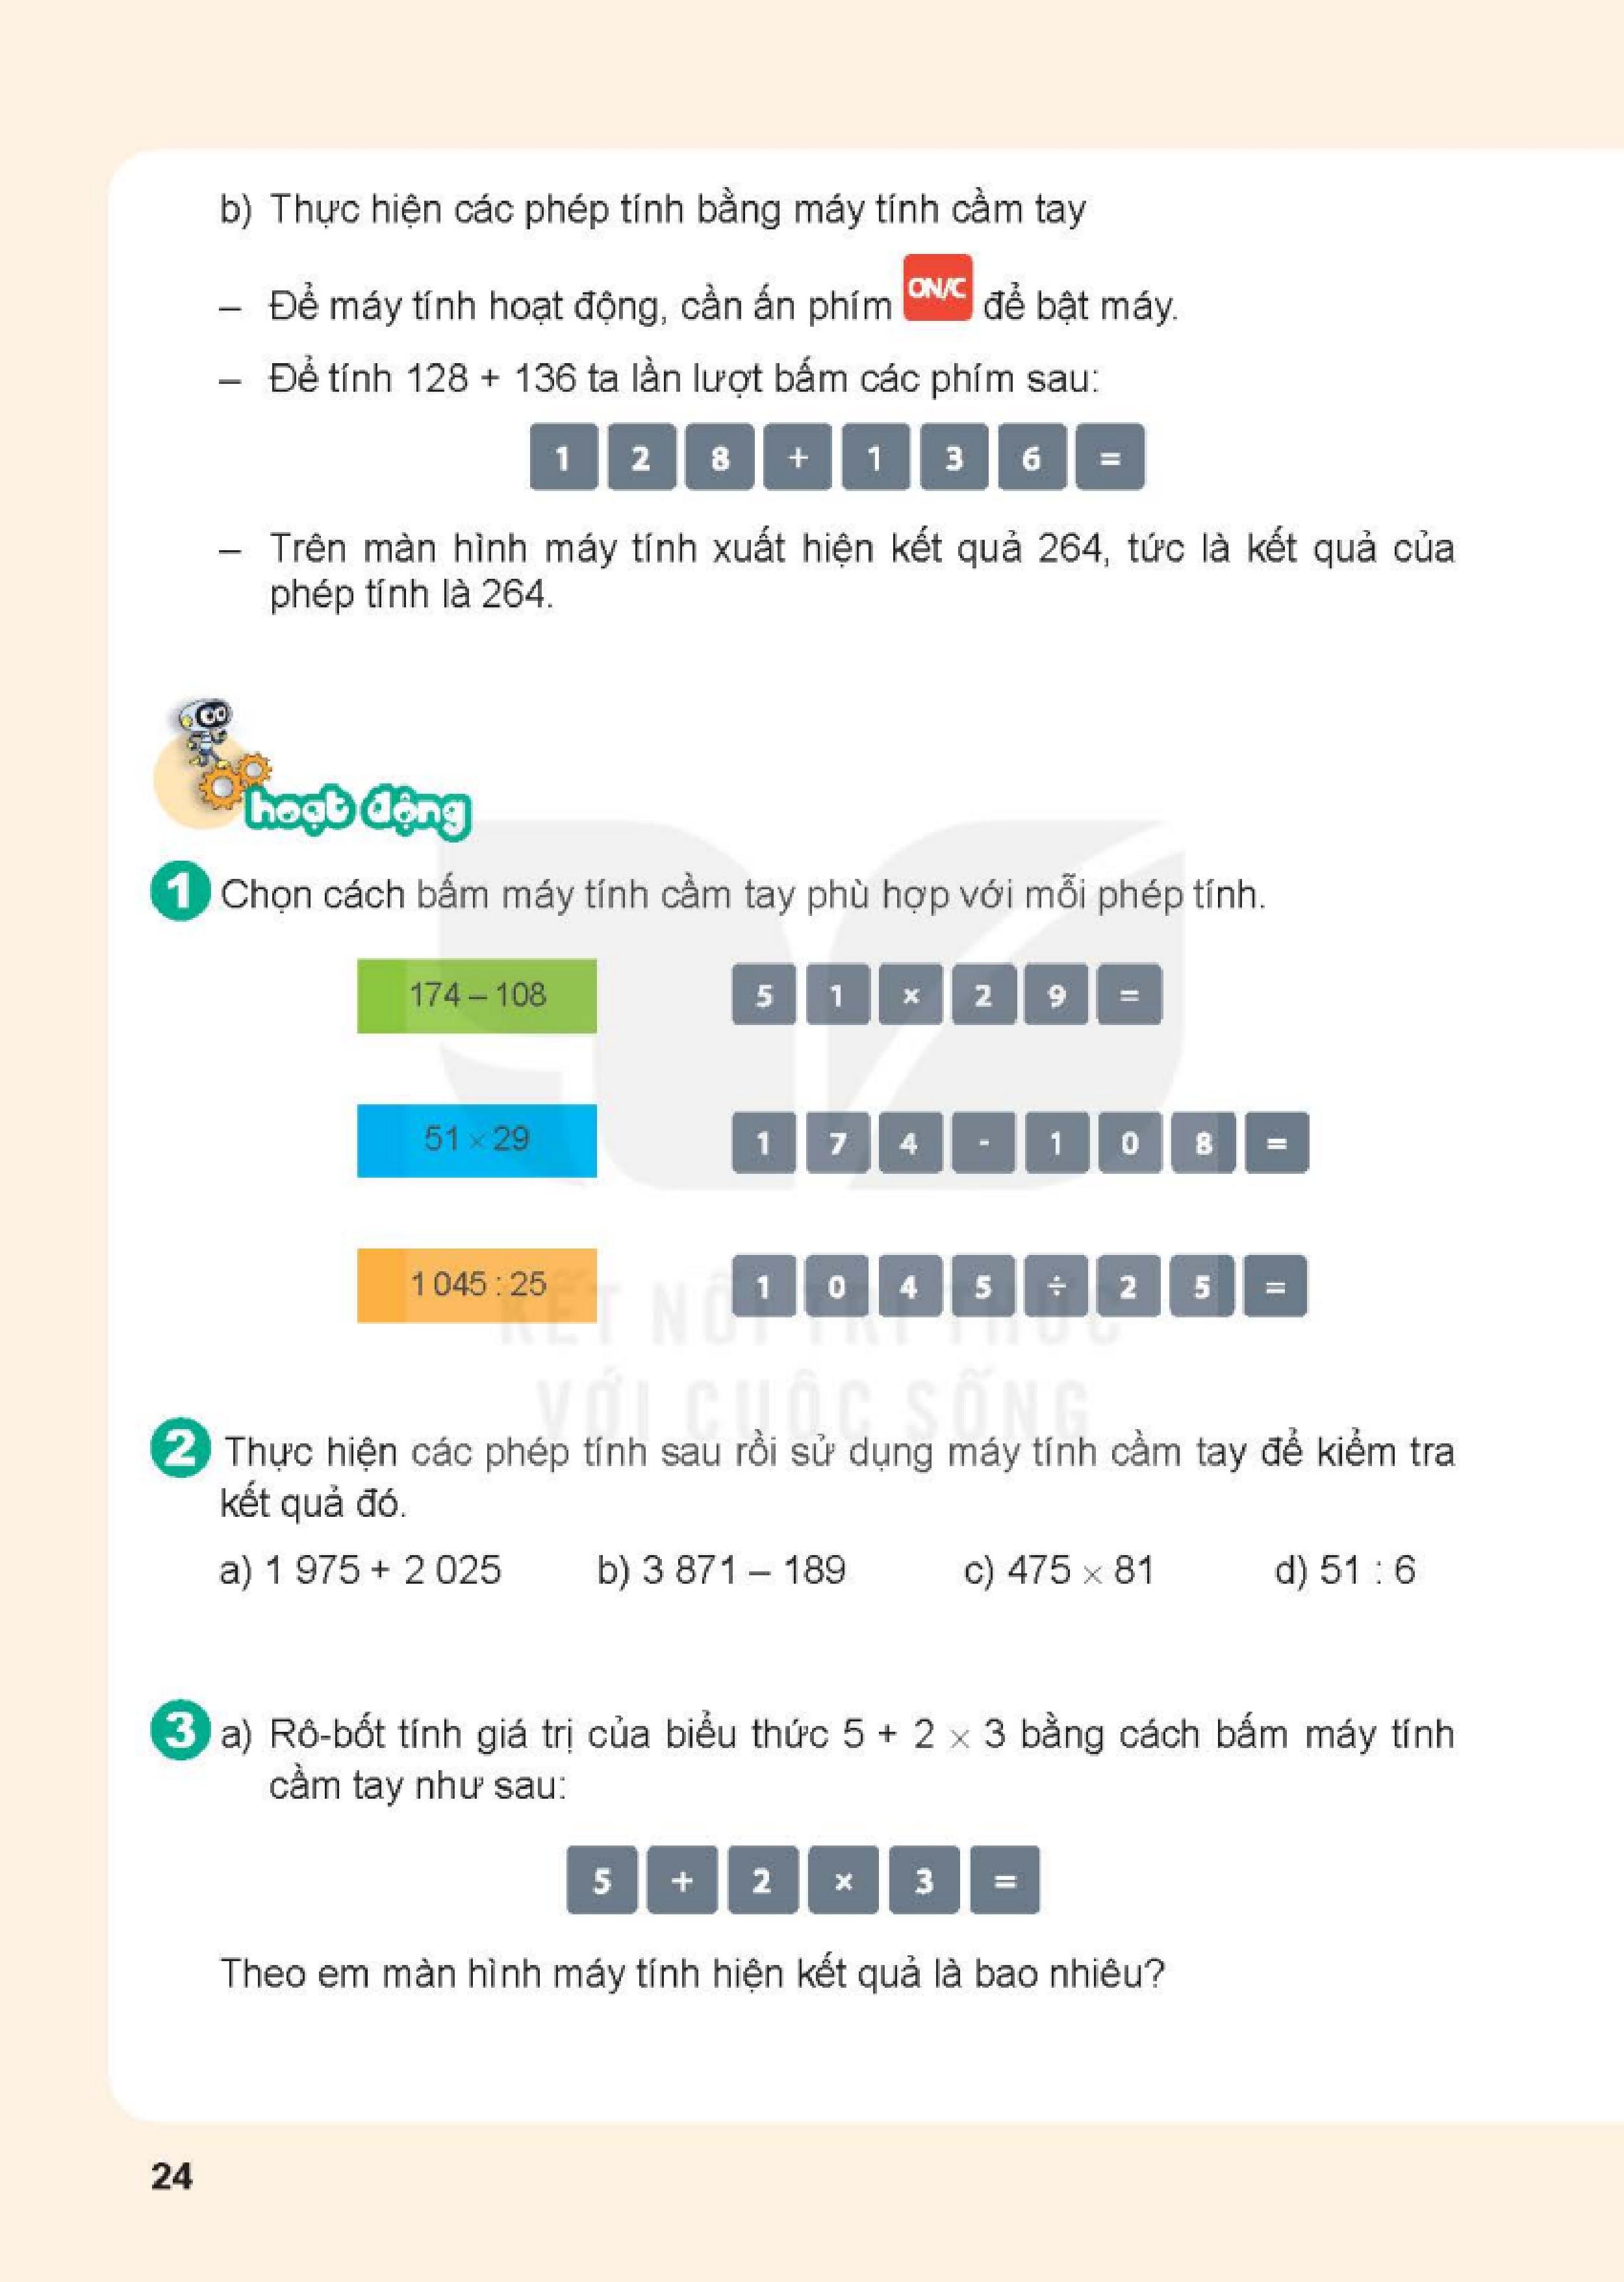 b) Thực hiện các phép tính bằng máy tính cầm tay
– Để máy tính hoạt động, cần ấn phím ON/C để bật máy.
– Để tính 128 + 136 ta lần lượt bấm các phím sau:
1 2 8 + 1 3 6 =
– Trên màn hình máy tính xuất hiện kết quả 264, tức là kết quả của
phép tính là 264.
hoạt động
1 Chọn cách bấm máy tính cầm tay phù hợp với mỗi phép tính.
174 – 108 5 1 × 2 9 =
51 × 29 1 7 4 - 1 0 8 =
1 045 : 25 1 0 4 5 ÷ 2 5 =
KẾT NỐI TRI THỨC
VỚI CUỘC SỐNG
2 Thực hiện các phép tính sau rồi sử dụng máy tính cầm tay để kiểm tra
kết quả đó.
a) 1 975 + 2 025 b) 3 871 – 189 c) 475 × 81 d) 51 : 6
3 a) Rô-bốt tính giá trị của biểu thức 5 + 2 × 3 bằng cách bấm máy tính
cầm tay như sau:
5 + 2 × 3 =
Theo em màn hình máy tính hiện kết quả là bao nhiêu?
24